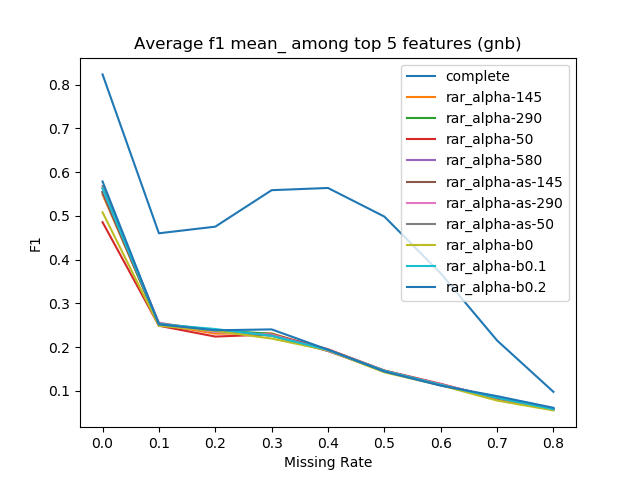 Average f1 mean_ among top 5 features (gnb)
complete
rar_alpha-145
rar_alpha-290
rar_alpha-50
rar_alpha-580
rar_alpha-as-145
rar_alpha-as-290
rar_alpha-as-50
rar_alpha-b0
rar_alpha-b0.1
rar_alpha-b0.2
0.8
0.7
0.6
0.5
0.4
0.3
0.2
0.1
F1
0.0 0.1 0.2 0.3 0.4 0.5 0.6 0.7 0.8
Missing Rate